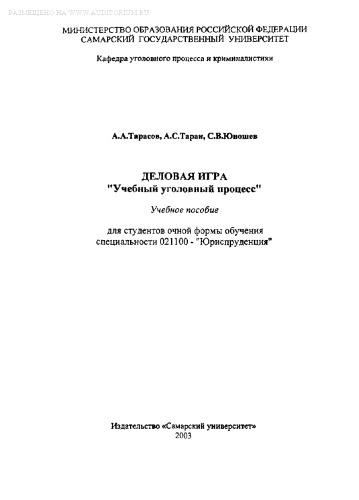 РАЗМЕЩЕНО НА WWW.AUDITORIUM.RU
МИНИСТЕРСТВО ОБРАЗОВАНИЯ РОССИЙСКОЙ ФЕДЕРАЦИИ
САМАРСКИЙ ГОСУДАРСТВЕННЫЙ УНИВЕРСИТЕТ
Кафедра уголовного процесса и криминалистики
А.А.Тарасов, А.С.Таран, С.В.Юношев
ДЕЛОВАЯ ИГРА
"Учебный уголовный процесс"
Учебное пособие
для студентов очной формы обучения
специальности 021100 - "Юриспруденция"
Издательство «Самарский университет»
2003